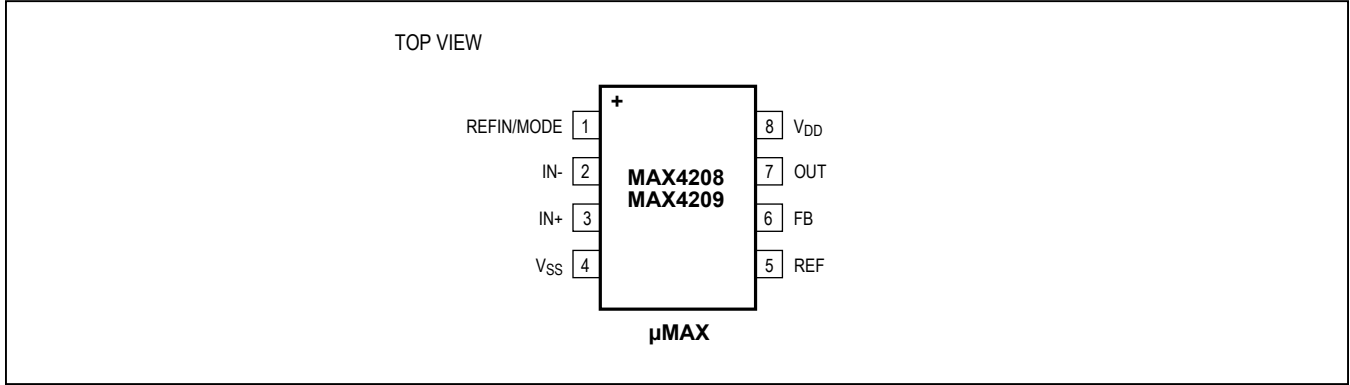 TOP VIEW
+
REFIN/MODE 1
8 VDD
IN- 2
7 OUT
MAX4208
MAX4209
IN+ 3
6 FB
VSS 4
5 REF
µMAX